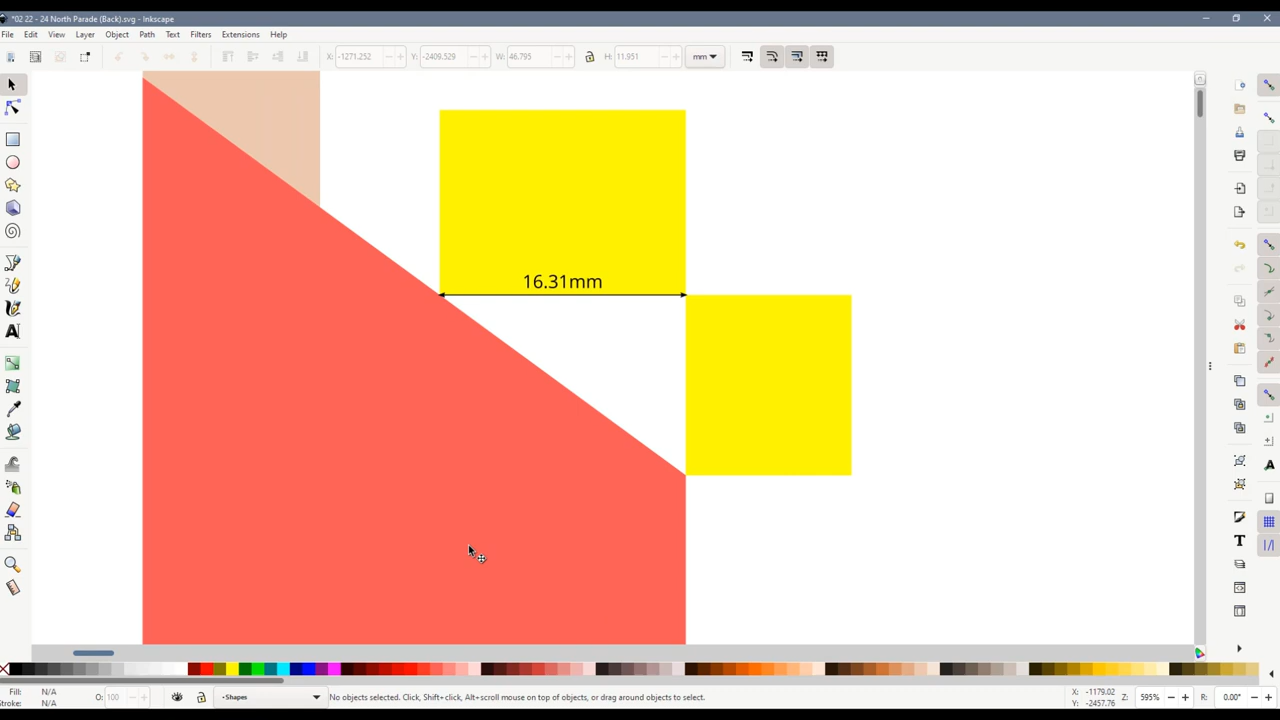 *02 22 - 24 North Parade (Back).svg - Inkscape
File Edit View Layer Object Path Text Filters Extensions Help
X: -1271.252 Y: -2409.529 W: 46.795 H: 11.951 mm
16.31mm
Fill: N/A
Stroke: N/A
O: 100
-Shapes
No objects selected. Click, Shift+click, Alt+scroll mouse on top of objects, or drag around objects to select.
X: -1179.02
Y: -2457.76
Z: 595%
R: 0.00°